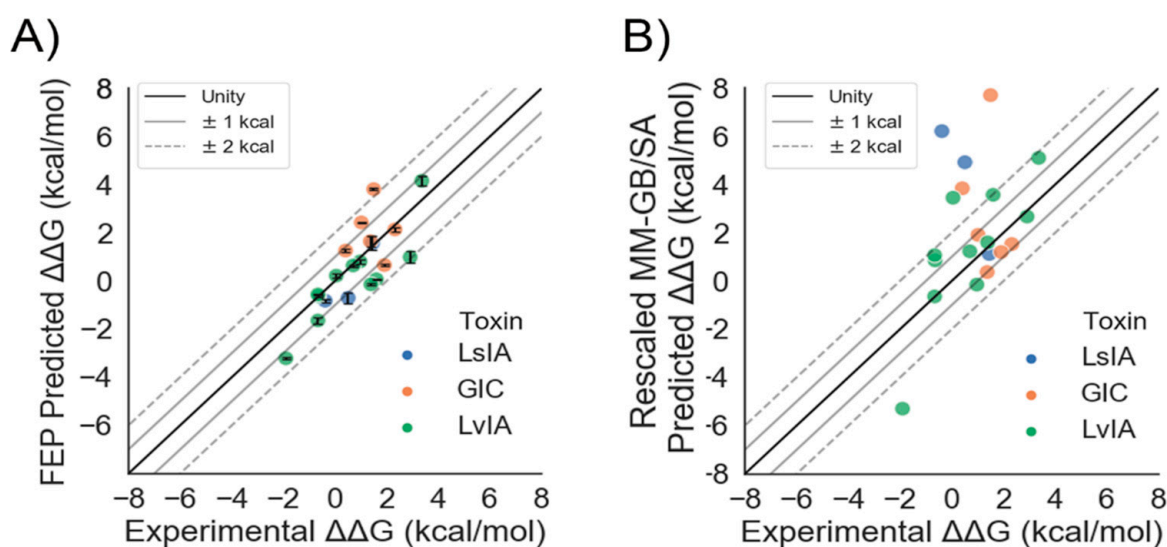 A)
FEP Predicted ΔΔG (kcal/mol)
8
6
4
2
0
−2
−4
−6
Unity
± 1 kcal
± 2 kcal
Toxin
LsIA
GIC
LvIA
−8 −6 −4 −2 0 2 4 6 8
Experimental ΔΔG (kcal/mol)
B)
Rescaled MM-GB/SA
Predicted ΔΔG (kcal/mol)
8
6
4
2
0
-2
-4
-6
-8
Unity
± 1 kcal
± 2 kcal
Toxin
LsIA
GIC
LvIA
−8 −6 −4 −2 0 2 4 6 8
Experimental ΔΔG (kcal/mol)